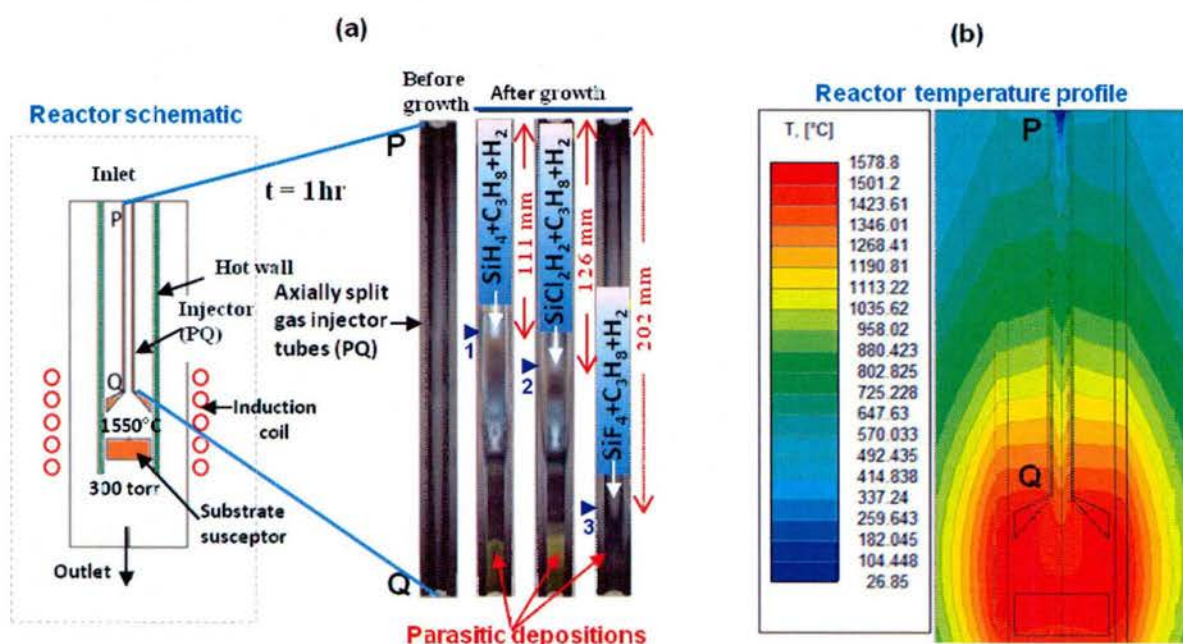 (a)
Reactor schematic
Inlet
P
Hot wall
Injector
(PQ)
Q
1550°C
Induction
coil
300 torr
Substrate
susceptor
Outlet
t = 1hr
Before
growth
After growth
P
Axially split
gas injector
tubes (PQ)
Q
SiH4+C3H8+H2
111 mm
1
SiCl2H2+C3H8+H2
126 mm
2
SiF4+C3H8+H2
202 mm
3
Parasitic depositions
(b)
Reactor temperature profile
T, [°C]
1578.8
1501.2
1423.61
1346.01
1268.41
1190.81
1113.22
1035.62
958.02
880.423
802.825
725.228
647.63
570.033
492.435
414.838
337.24
259.643
182.045
104.448
26.85
P
Q